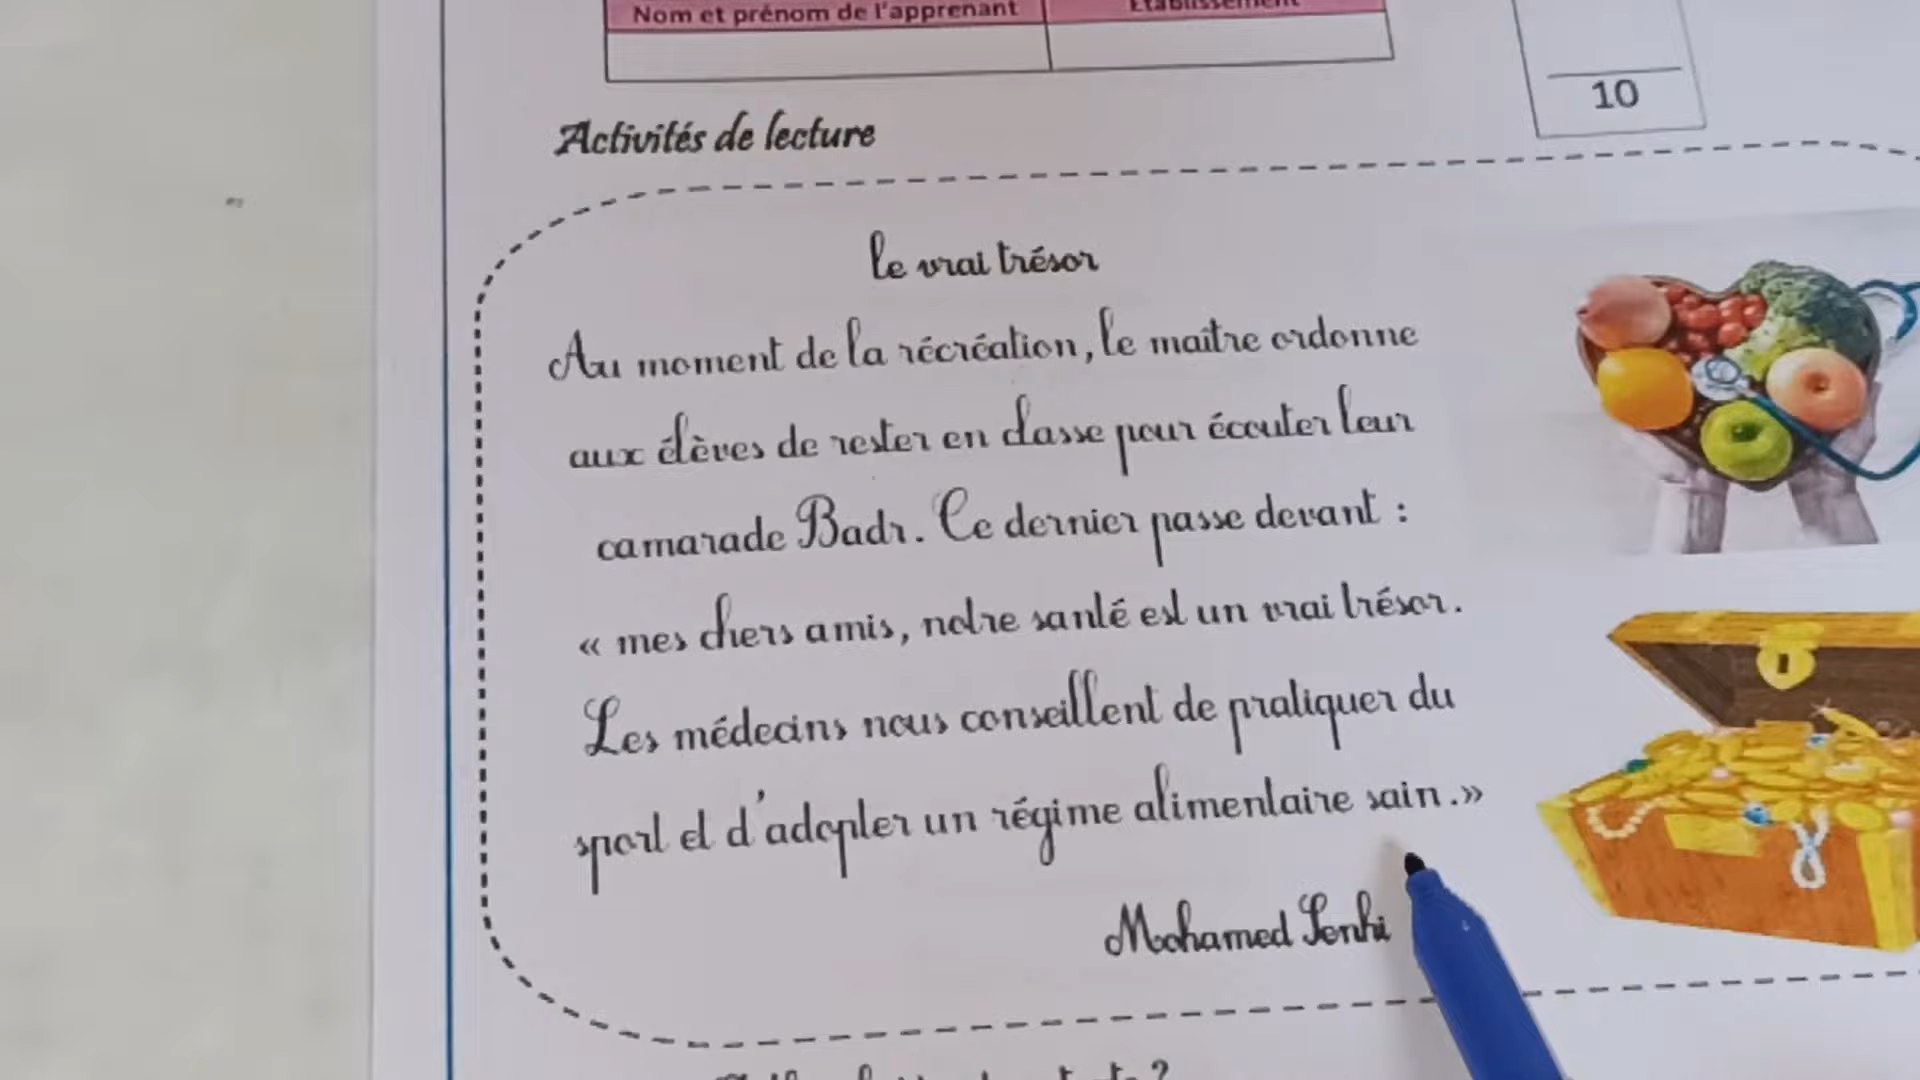 Nom et prénom de l'apprenant Etablissement
10
Activités de lecture
le vrai trésor
Au moment de la récréation, le maître ordonne
aux élèves de rester en classe pour écouter leur
camarade Badr. Ce dernier passe devant :
« mes chers amis, notre santé est un vrai trésor.
Les médecins nous conseillent de pratiquer du
sport et d'adopter un régime alimentaire sain.»
Mohamed Senhi